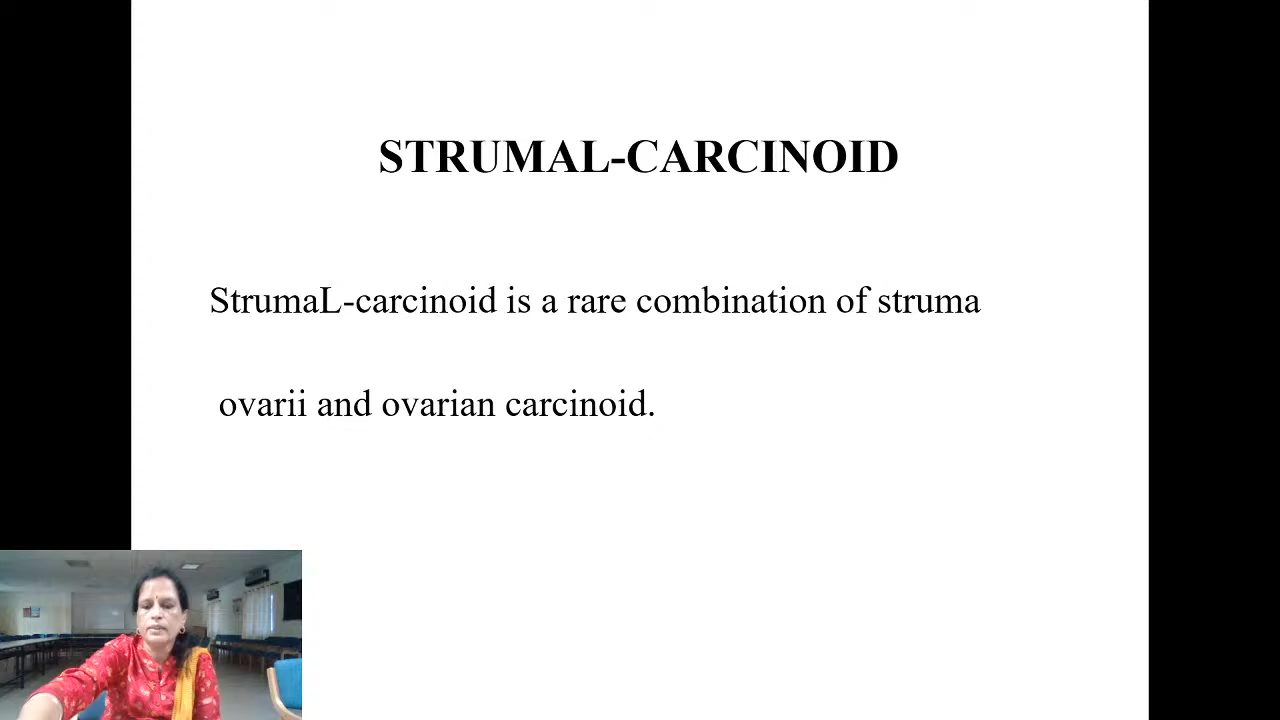 STRUMAL-CARCINOID
StrumaL-carcinoid is a rare combination of struma
ovarii and ovarian carcinoid.